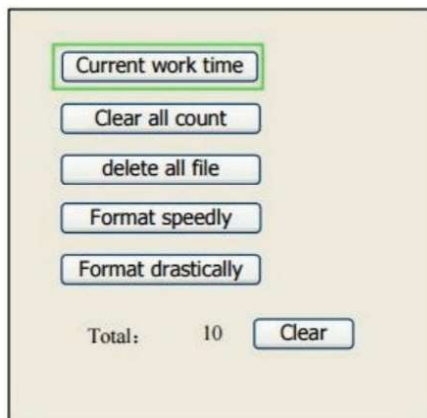 Current work time
Clear all count
delete all file
Format speedly
Format drastically
Total： 10 Clear